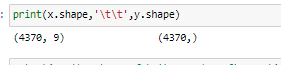 : print(x.shape,'\t\t',y.shape)
(4370, 9) (4370,)